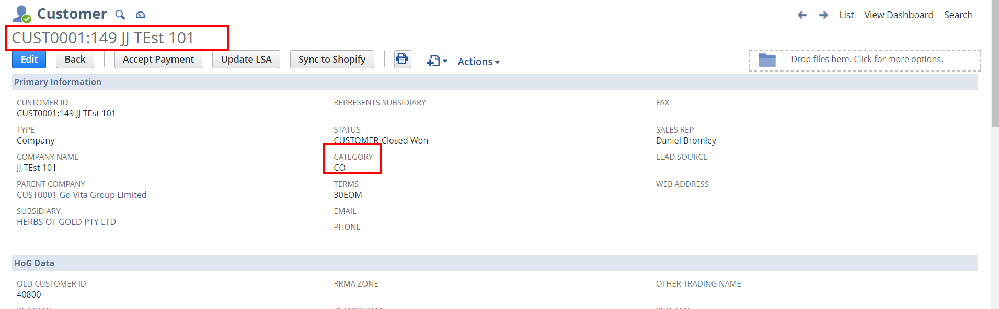 Customer
List View Dashboard Search
CUST0001:149 JJ TEst 101
Edit Back Accept Payment Update LSA Sync to Shopify Actions
Drop files here. Click for more options.
Primary Information
CUSTOMER ID
CUST0001:149 JJ TEst 101
TYPE
Company
COMPANY NAME
JJ TEst 101
PARENT COMPANY
CUST0001 Go Vita Group Limited
SUBSIDIARY
HERBS OF GOLD PTY LTD
REPRESENTS SUBSIDIARY
STATUS
CUSTOMER-Closed Won
CATEGORY
CO
TERMS
30EOM
EMAIL
PHONE
FAX
SALES REP
Daniel Bromley
LEAD SOURCE
WEB ADDRESS
HoG Data
OLD CUSTOMER ID
40800
RRMA ZONE
OTHER TRADING NAME